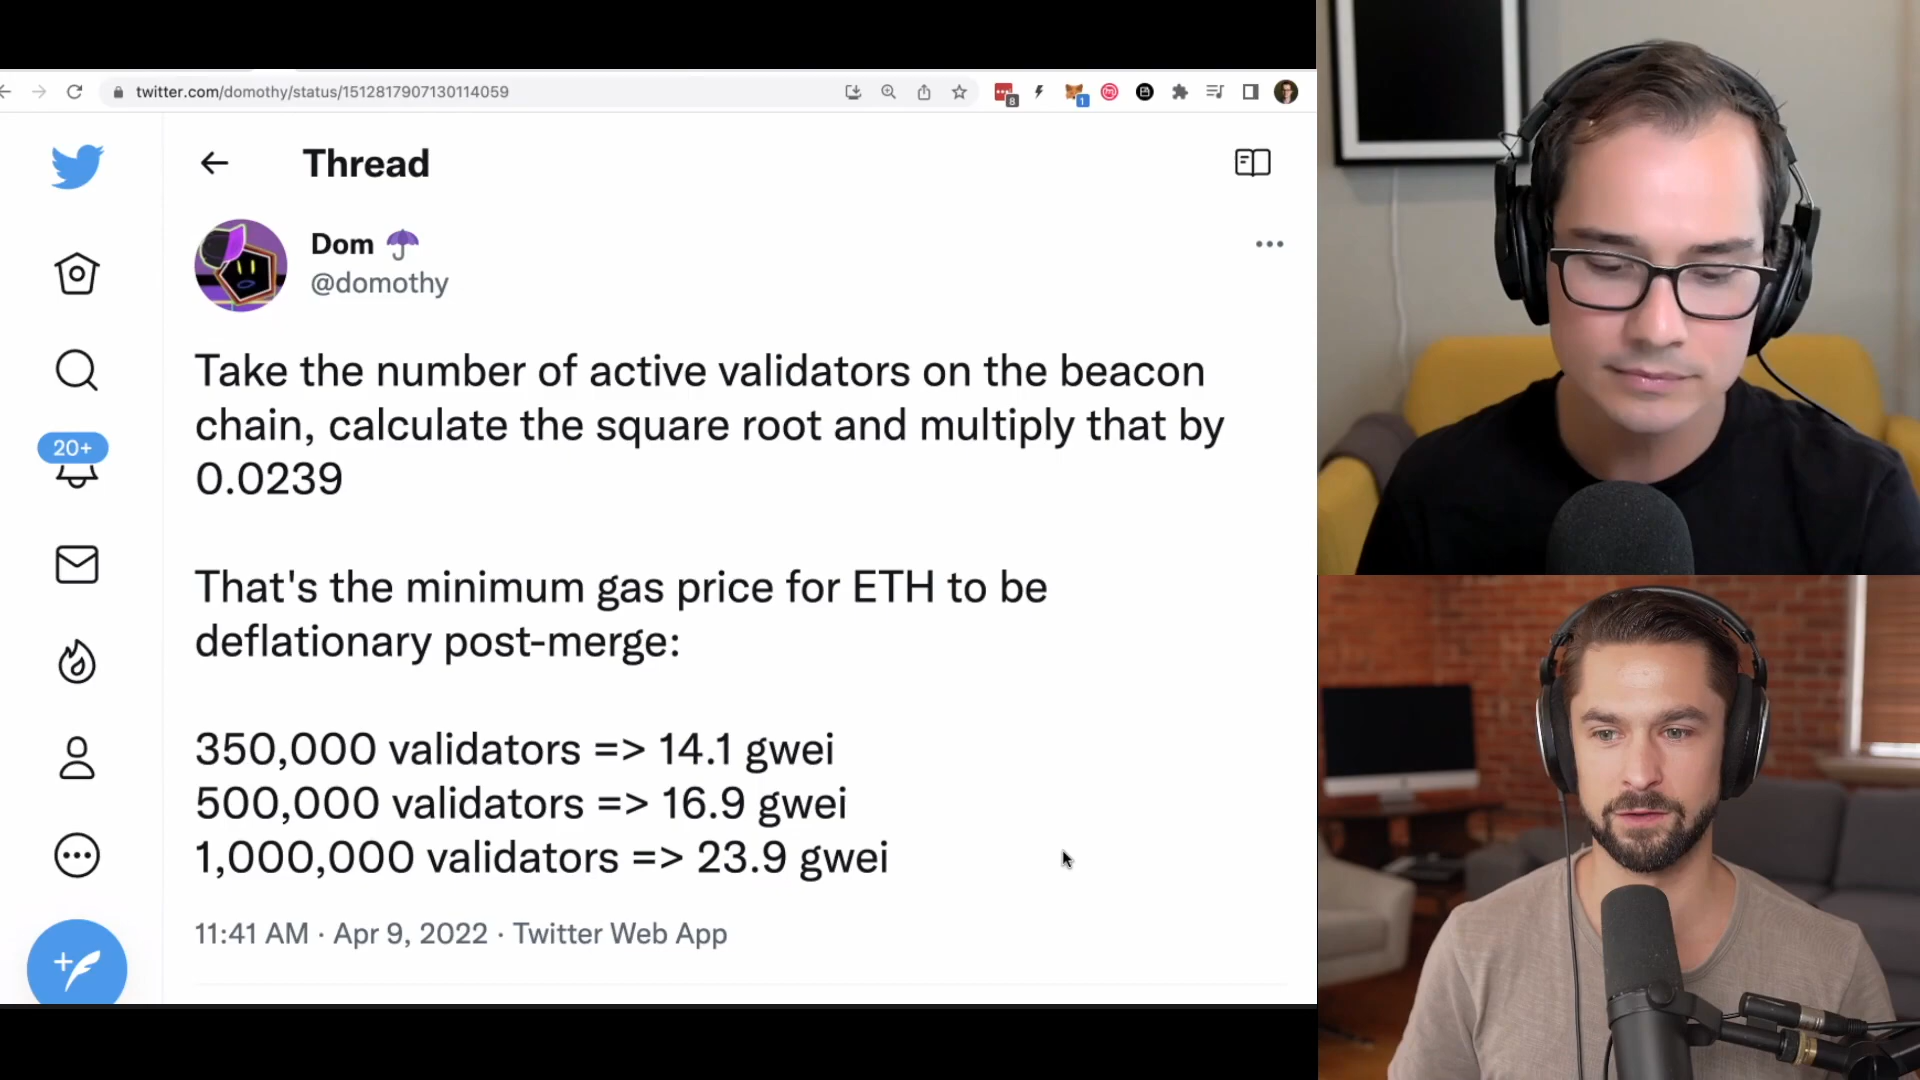 twitter.com/domothy/status/1512817907130114059
8
1
Thread
Dom
@domothy
20+
Take the number of active validators on the beacon
chain, calculate the square root and multiply that by
0.0239
That's the minimum gas price for ETH to be
deflationary post-merge:
350,000 validators => 14.1 gwei
500,000 validators => 16.9 gwei
1,000,000 validators => 23.9 gwei
11:41 AM · Apr 9, 2022 · Twitter Web App